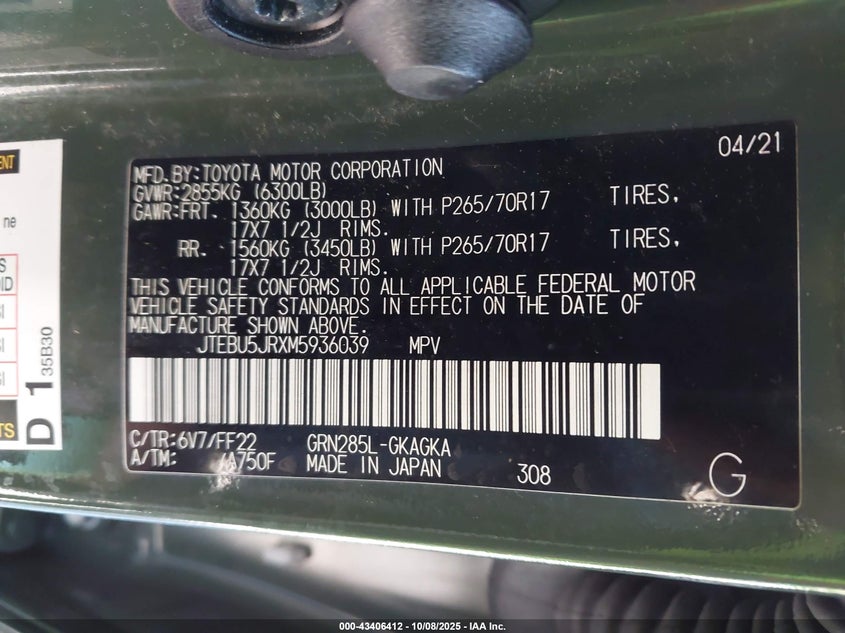 04/21
MFD.BY:TOYOTA MOTOR CORPORATION
GVWR:2855KG (6300LB)
GAWR:FRT. 1360KG (3000LB) WITH P265/70R17 TIRES,
17X7 1/2J RIMS.
RR. 1560KG (3450LB) WITH P265/70R17 TIRES,
17X7 1/2J RIMS.
THIS VEHICLE CONFORMS TO ALL APPLICABLE FEDERAL MOTOR
VEHICLE SAFETY STANDARDS IN EFFECT ON THE DATE OF
MANUFACTURE SHOWN ABOVE.
JTEBU5JRXM5936039 MPV
C/TR:6V7/FF22 GRN285L-GKAGKA
A/TM: /A750F MADE IN JAPAN 308 G
ne
D 1 35B30
000-43406412 - 10/08/2025 - IAA Inc.